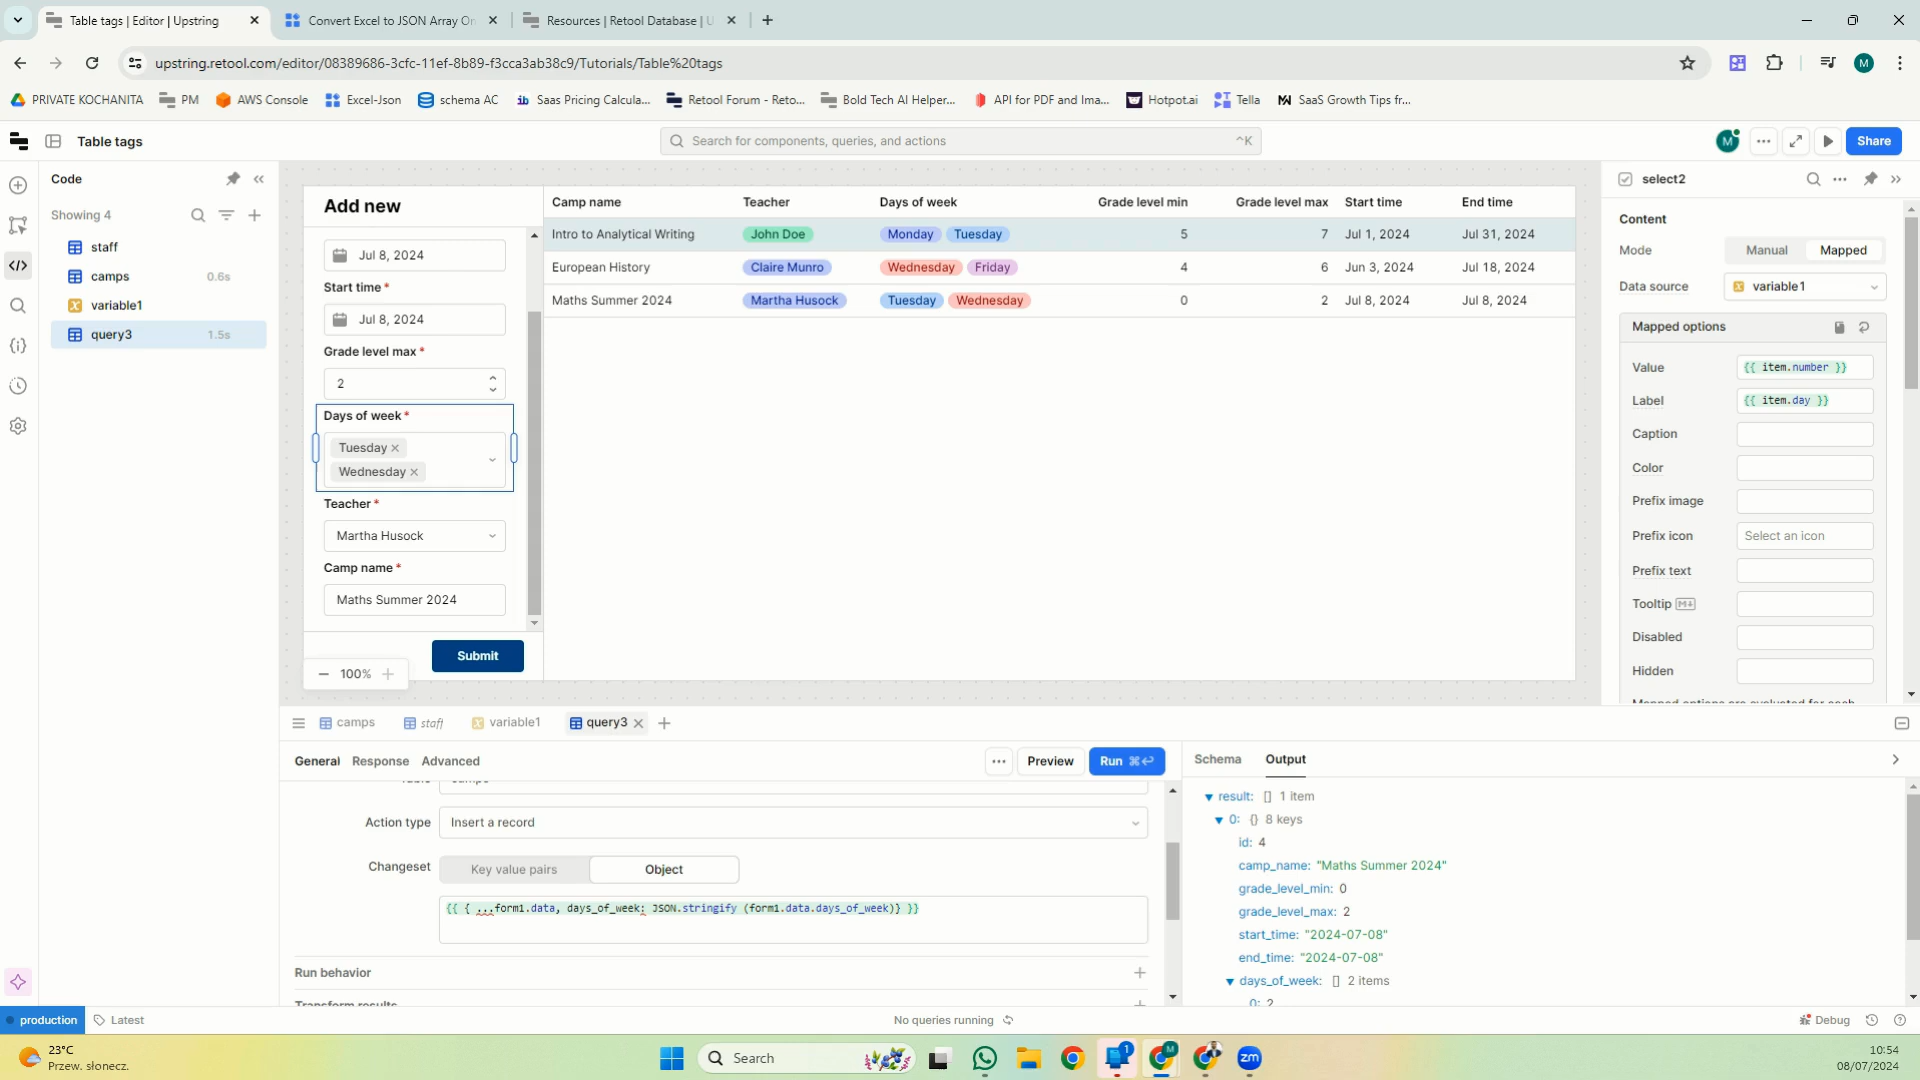 Table tags | Editor | Upstring
Convert Excel to JSON Array On
Resources | Retool Database | U
upstring.retool.com/editor/08389686-3cfc-11ef-8b89-f3cca3ab38c9/Tutorials/Table%20tags
M
PRIVATE KOCHANITA
PM
AWS Console
Excel-Json
schema AC
Saas Pricing Calcula...
Retool Forum - Reto...
Bold Tech AI Helper...
API for PDF and Ima...
Hotpot.ai
Tella
SaaS Growth Tips fr...
Table tags
Search for components, queries, and actions
^K
M
Share
Code
Showing 4
staff
camps 0.6s
variable1
query3 1.5s
Add new
Jul 8, 2024
Start time *
Jul 8, 2024
Grade level max *
2
Days of week *
Tuesday
Wednesday
Teacher *
Martha Husock
Camp name *
Maths Summer 2024
Submit
100%
Camp name Teacher Days of week Grade level min Grade level max Start time End time
Intro to Analytical Writing John Doe Monday Tuesday 5 7 Jul 1, 2024 Jul 31, 2024
European History Claire Munro Wednesday Friday 4 6 Jun 3, 2024 Jul 18, 2024
Maths Summer 2024 Martha Husock Tuesday Wednesday 0 2 Jul 8, 2024 Jul 8, 2024
select2
Content
Mode Manual Mapped
Data source variable1
Mapped options
Value {{ item.number }}
Label {{ item.day }}
Caption
Color
Prefix image
Prefix icon Select an icon
Prefix text
Tooltip M↓
Disabled
Hidden
Mapped options are evaluated for each
camps
staff
variable1
query3
General Response Advanced
Preview
Run ⌘↵
Schema Output
Action type Insert a record
Changeset Key value pairs Object
{{ { ...form1.data, days_of_week: JSON.stringify (form1.data.days_of_week)} }}
Run behavior
Transform results
result: [] 1 item
0: {} 8 keys
id: 4
camp_name: "Maths Summer 2024"
grade_level_min: 0
grade_level_max: 2
start_time: "2024-07-08"
end_time: "2024-07-08"
days_of_week: [] 2 items
0: 2
production
Latest
No queries running
Debug
23°C
Przew. słonecz.
Search
1
M
zm
10:54
08/07/2024